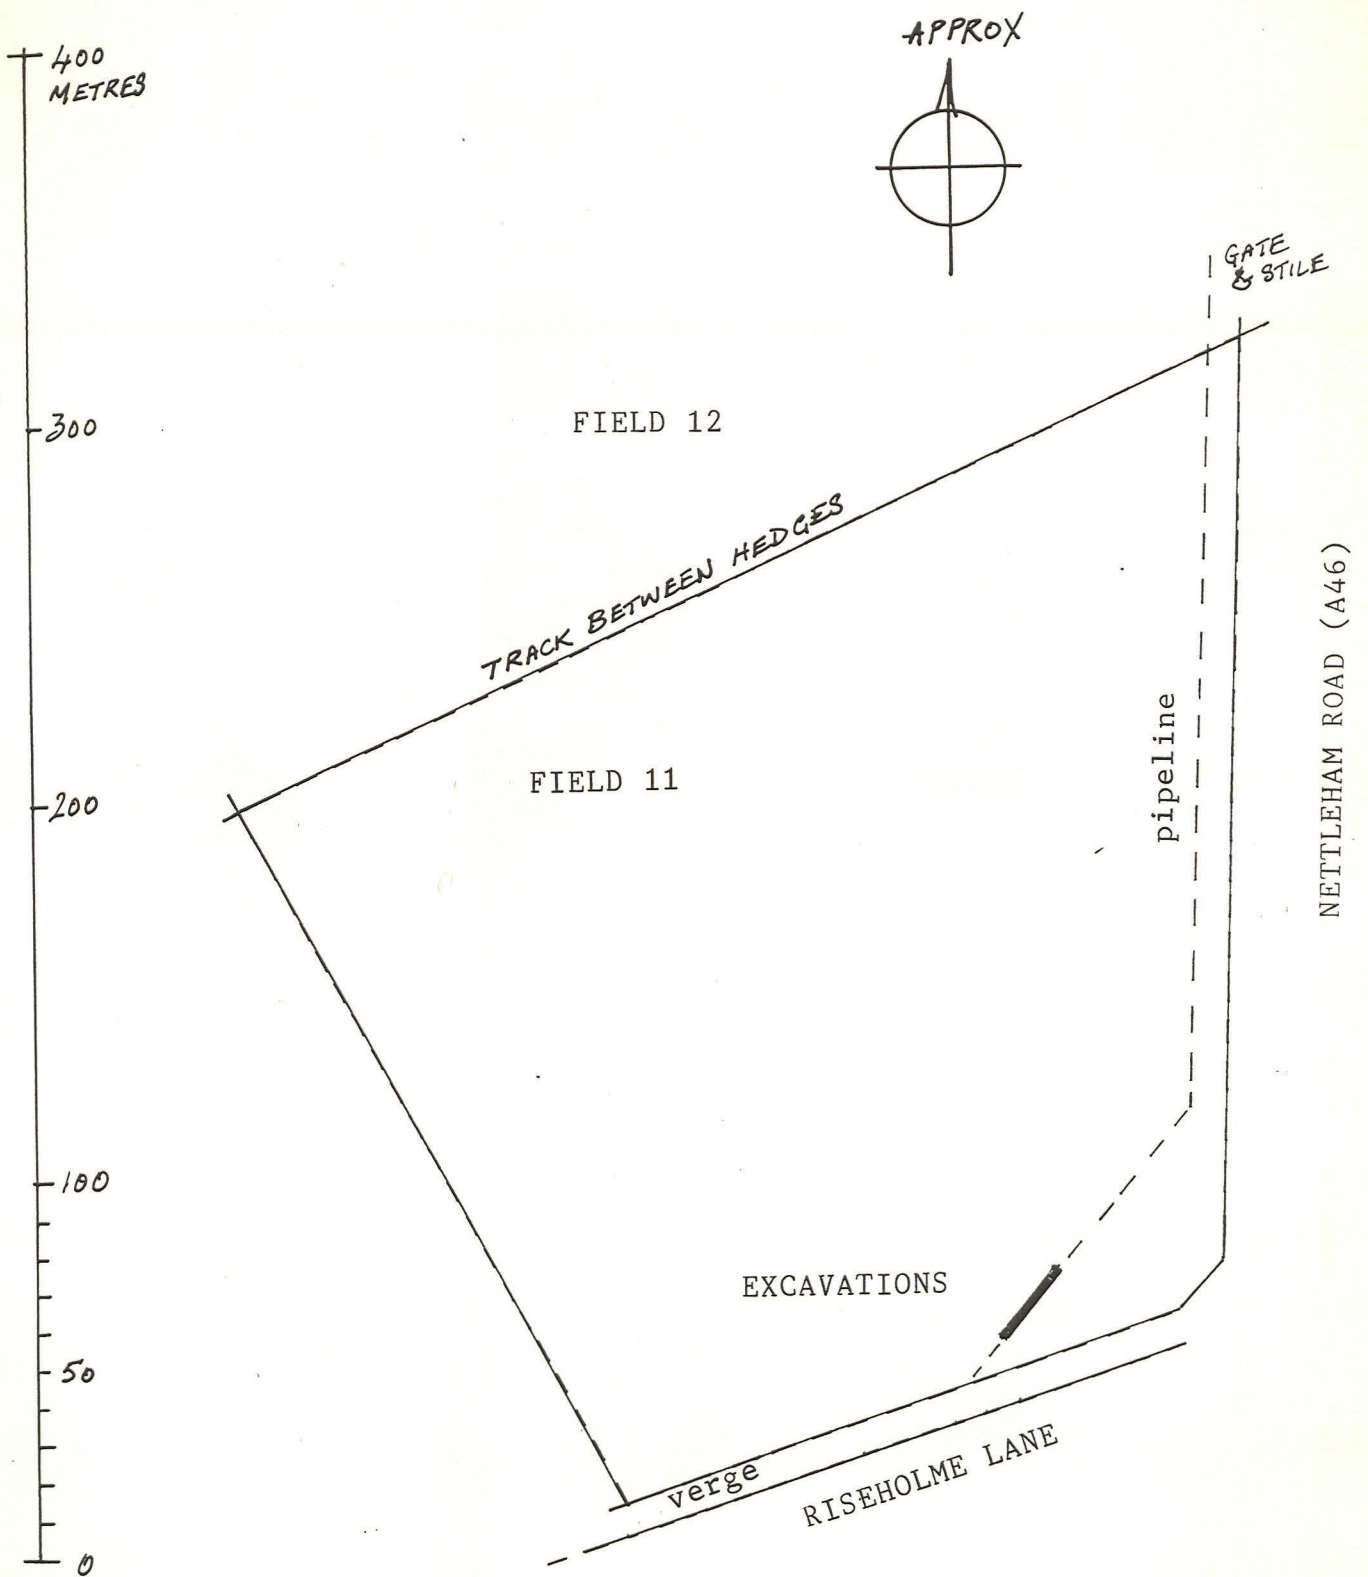 APPROX
400
METRES
GATE
& STILE
300
FIELD 12
TRACK BETWEEN HEDGES
NETTLEHAM ROAD (A46)
pipeline
FIELD 11
200
100
EXCAVATIONS
50
verge
RISEHOLME LANE
0